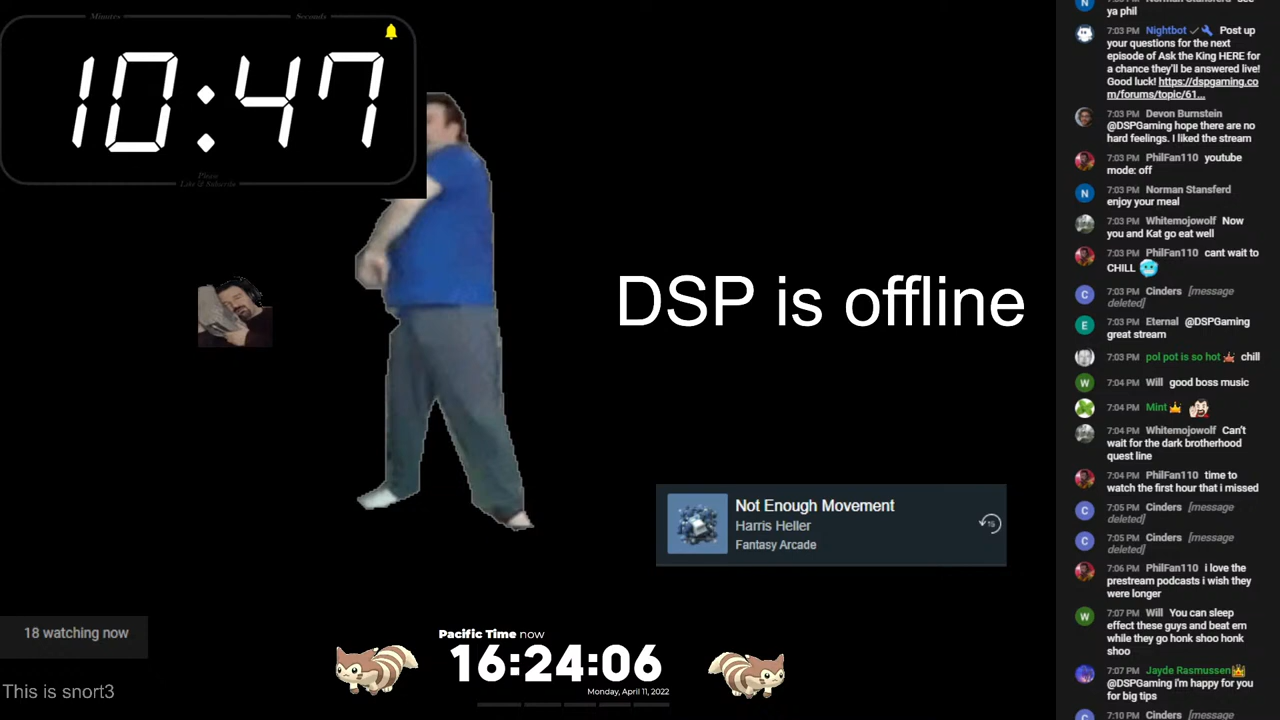 Minutes
Seconds
10:47
Please
Like & Subscribe
DSP is offline
Not Enough Movement
Harris Heller
Fantasy Arcade
15
18 watching now
This is snort3
Pacific Time now
16:24:06
Monday, April 11, 2022
ya phil
7:03 PM Nightbot Post up
your questions for the next
episode of Ask the King HERE for
a chance they'll be answered live!
Good luck! https://dspgaming.co
m/forums/topic/61...
7:03 PM Devon Burnstein
@DSPGaming hope there are no
hard feelings. I liked the stream
7:03 PM PhilFan110 youtube
mode: off
7:03 PM Norman Stansferd
enjoy your meal
7:03 PM Whitemojowolf Now
you and Kat go eat well
7:03 PM PhilFan110 cant wait to
CHILL
7:03 PM Cinders [message
deleted]
7:03 PM Eternal @DSPGaming
great stream
7:03 PM pol pot is so hot chill
7:04 PM Will good boss music
7:04 PM Mint
7:04 PM Whitemojowolf Can't
wait for the dark brotherhood
quest line
7:04 PM PhilFan110 time to
watch the first hour that i missed
7:05 PM Cinders [message
deleted]
7:05 PM Cinders [message
deleted]
7:06 PM PhilFan110 i love the
prestream podcasts i wish they
were longer
7:07 PM Will You can sleep
effect these guys and beat em
while they go honk shoo honk
shoo
7:07 PM Jayde Rasmussen
@DSPGaming i'm happy for you
for big tips
7:10 PM Cinders [message